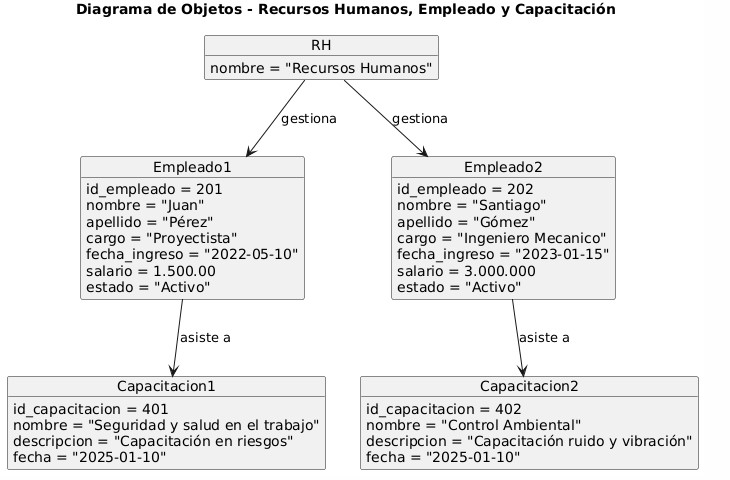 Diagrama de Objetos - Recursos Humanos, Empleado y Capacitación
RH
nombre = "Recursos Humanos"
gestiona
gestiona
Empleado1
id_empleado = 201
nombre = "Juan"
apellido = "Pérez"
cargo = "Proyectista"
fecha_ingreso = "2022-05-10"
salario = 1.500.00
estado = "Activo"
Empleado2
id_empleado = 202
nombre = "Santiago"
apellido = "Gómez"
cargo = "Ingeniero Mecanico"
fecha_ingreso = "2023-01-15"
salario = 3.000.000
estado = "Activo"
asiste a
asiste a
Capacitacion1
id_capacitacion = 401
nombre = "Seguridad y salud en el trabajo"
descripcion = "Capacitación en riesgos"
fecha = "2025-01-10"
Capacitacion2
id_capacitacion = 402
nombre = "Control Ambiental"
descripcion = "Capacitación ruido y vibración"
fecha = "2025-01-10"